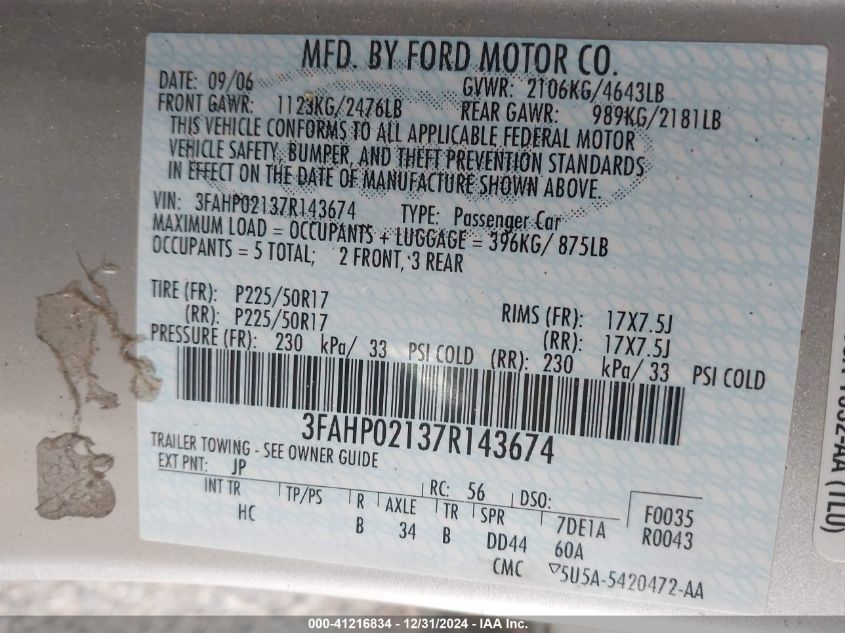 MFD. BY FORD MOTOR CO.
DATE: 09/06 GVWR: 2106KG/4643LB
FRONT GAWR: 1123KG/2476LB REAR GAWR: 989KG/2181LB
THIS VEHICLE CONFORMS TO ALL APPLICABLE FEDERAL MOTOR
VEHICLE SAFETY, BUMPER, AND THEFT PREVENTION STANDARDS
IN EFFECT ON THE DATE OF MANUFACTURE SHOWN ABOVE.
VIN: 3FAHP02137R143674 TYPE: Passenger Car
MAXIMUM LOAD = OCCUPANTS + LUGGAGE = 396KG/ 875LB
OCCUPANTS = 5 TOTAL; 2 FRONT, 3 REAR
TIRE (FR): P225/50R17 RIMS (FR): 17X7.5J
(RR): P225/50R17 (RR): 17X7.5J
PRESSURE (FR): 230 kPa/ 33 PSI COLD (RR): 230 kPa/ 33 PSI COLD
3FAHP02137R143674
TRAILER TOWING - SEE OWNER GUIDE
EXT PNT: JP RC: 56 DSO: F0035
INT TR TP/PS R AXLE TR SPR 7DE1A R0043
HC B 34 B DD44 60A
CMC ▽5U5A-5420472-AA
(TLU)
000-41216834 - 12/31/2024 - IAA Inc.